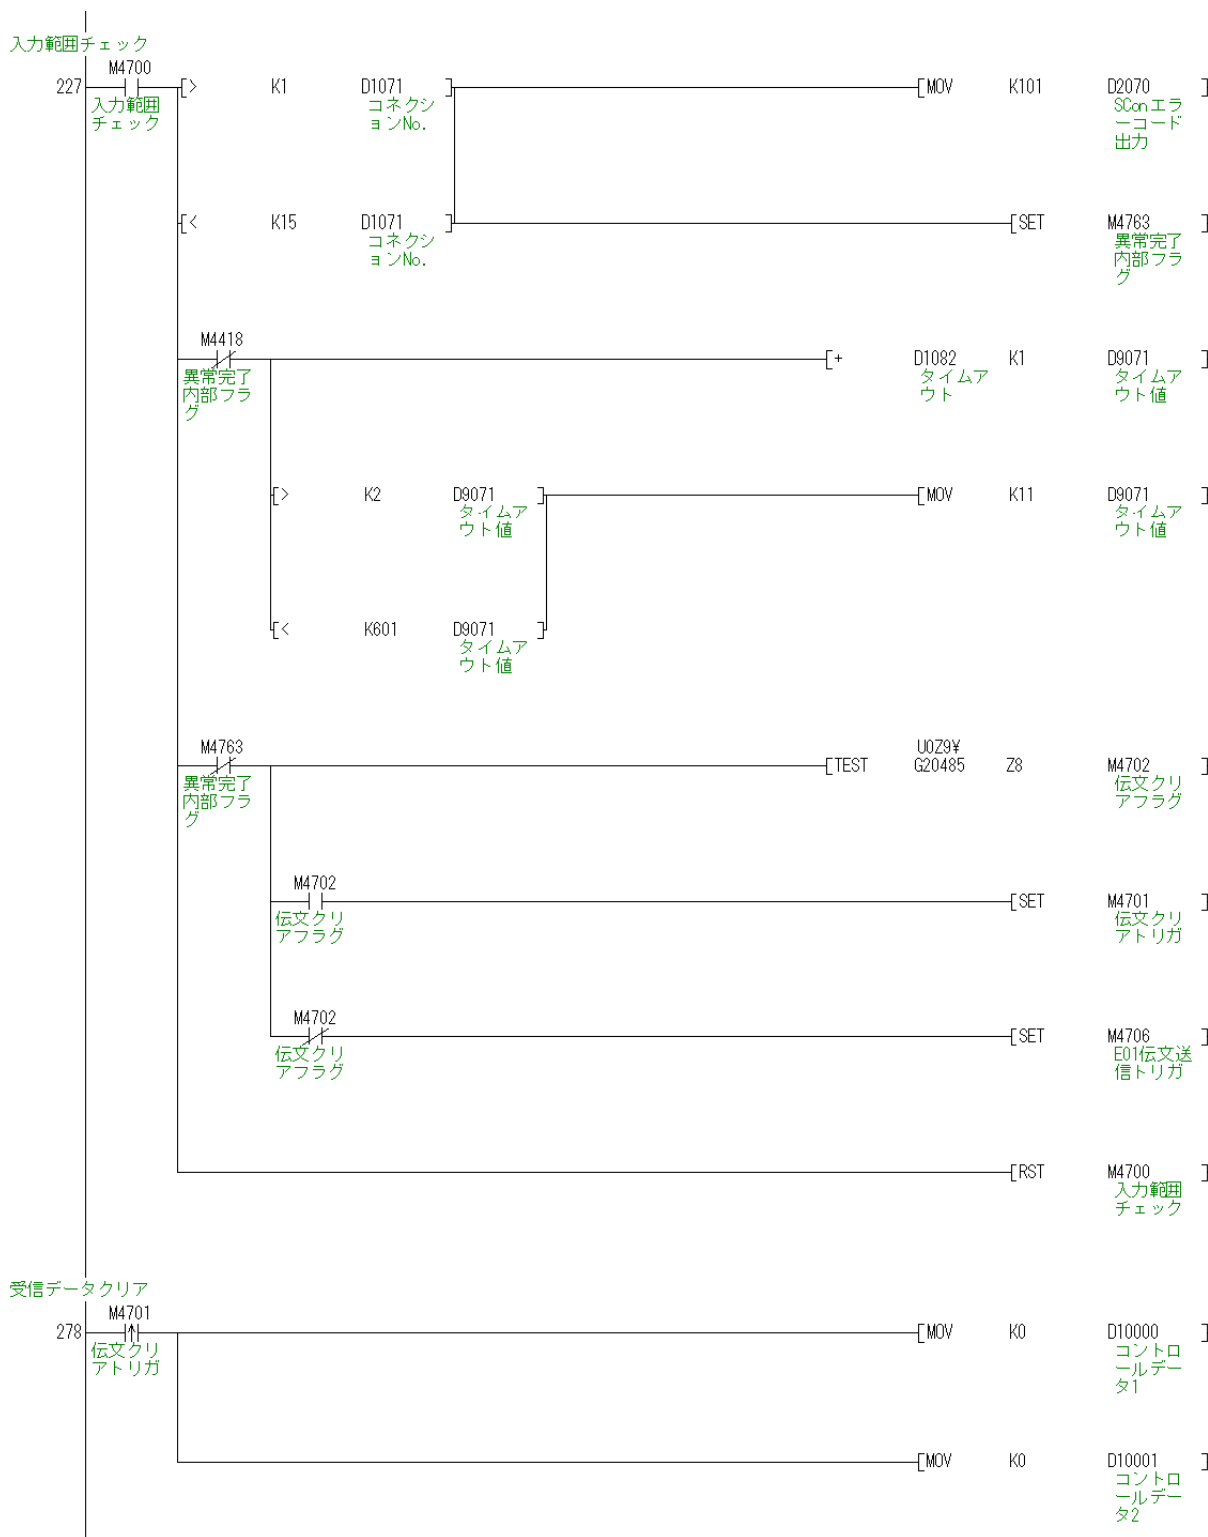 入力範囲チェック
M4700
227 [> K1 D1071 ] [MOV K101 D2070 ]
入力範囲 コネクシ SConエラ
チェック ョンNo. ーコード
出力
[< K15 D1071 ] [SET M4763 ]
コネクシ 異常完了
ョンNo. 内部フラ
グ
M4418
[+ D1082 K1 D9071 ]
異常完了 タイムア タイムア
内部フラ ウト ウト値
グ
[> K2 D9071 ] [MOV K11 D9071 ]
タイムア タイムア
ウト値 ウト値
[< K601 D9071 ]
タイムア
ウト値
M4763 U0Z9¥
[TEST G20485 Z8 M4702 ]
異常完了 伝文クリ
内部フラ アフラグ
グ
M4702
[SET M4701 ]
伝文クリ 伝文クリ
アフラグ アトリガ
M4702
[SET M4706 ]
伝文クリ E01伝文送
アフラグ 信トリガ
[RST M4700 ]
入力範囲
チェック
受信データクリア
M4701
278 [MOV K0 D10000 ]
伝文クリ コントロ
アトリガ ールデー
タ1
[MOV K0 D10001 ]
コントロ
ールデー
タ2